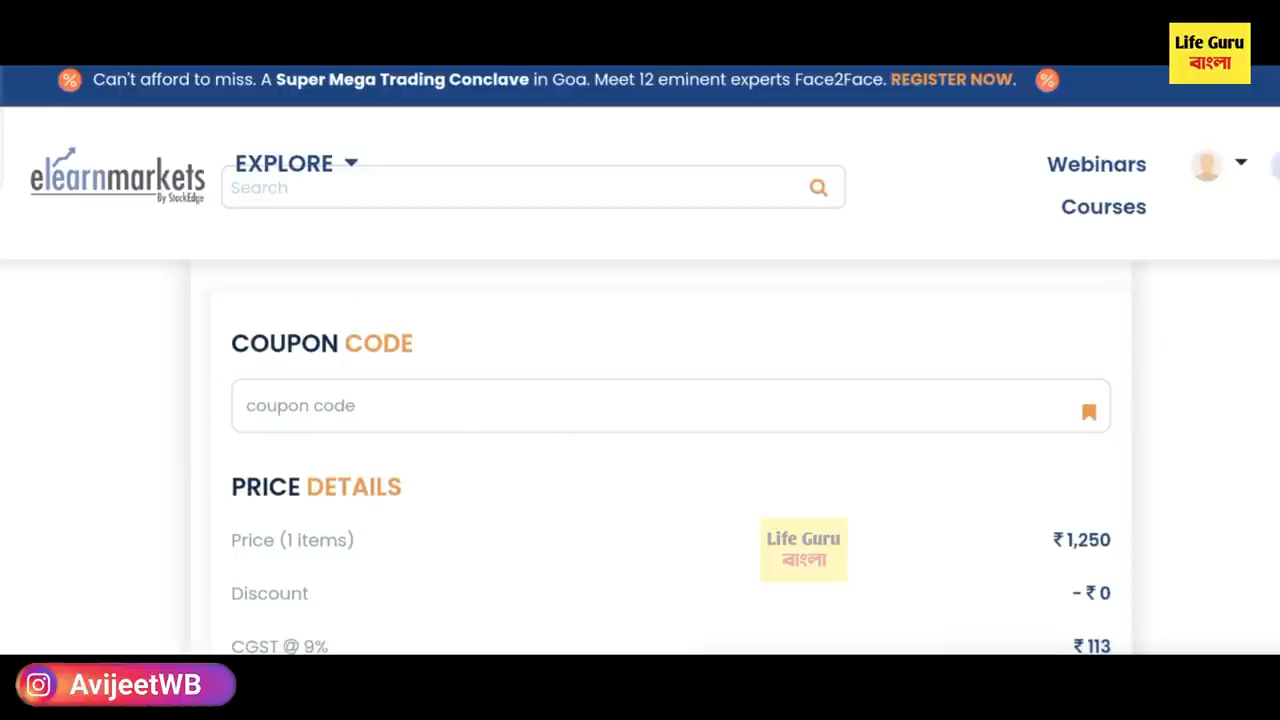 Life Guru
বাংলা
% Can't afford to miss. A Super Mega Trading Conclave in Goa. Meet 12 eminent experts Face2Face. REGISTER NOW. %
EXPLORE
Webinars
elearnmarkets
By StockEdge
Search
Courses
COUPON CODE
coupon code
PRICE DETAILS
Price (1 items) ₹1,250
Life Guru
বাংলা
Discount - ₹0
CGST @ 9% ₹113
AvijeetWB